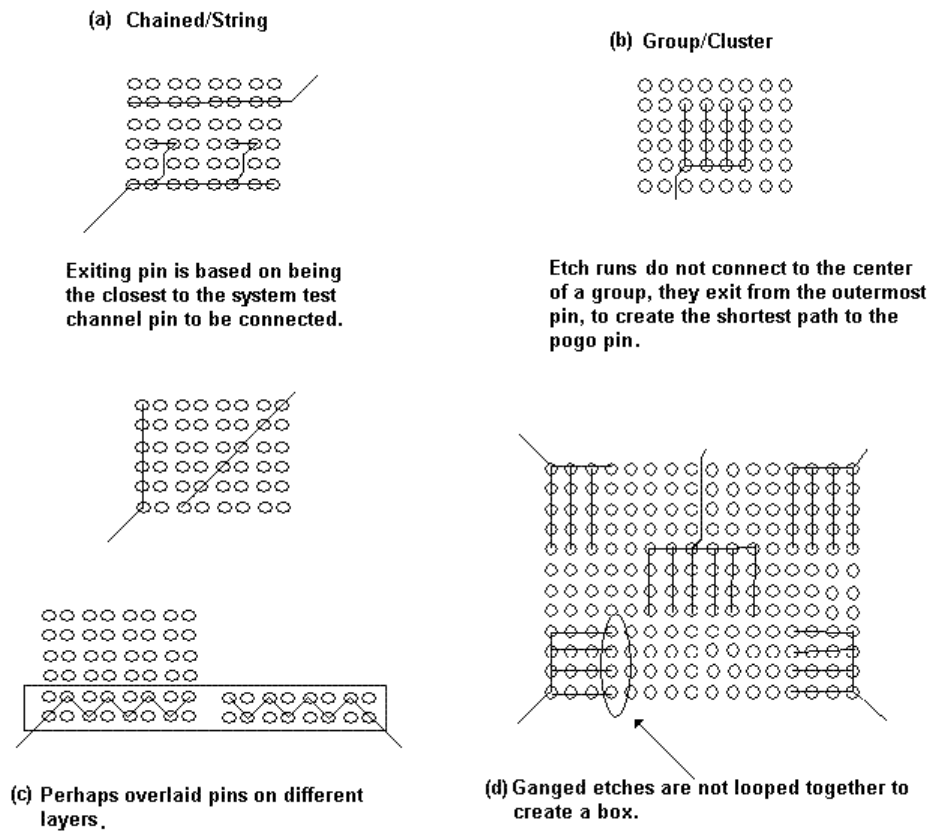 (a) Chained/String
(b) Group/Cluster
Exiting pin is based on being
the closest to the system test
channel pin to be connected.
Etch runs do not connect to the center
of a group, they exit from the outermost
pin, to create the shortest path to the
pogo pin.
(c) Perhaps overlaid pins on different
layers.
(d) Ganged etches are not looped together to
create a box.